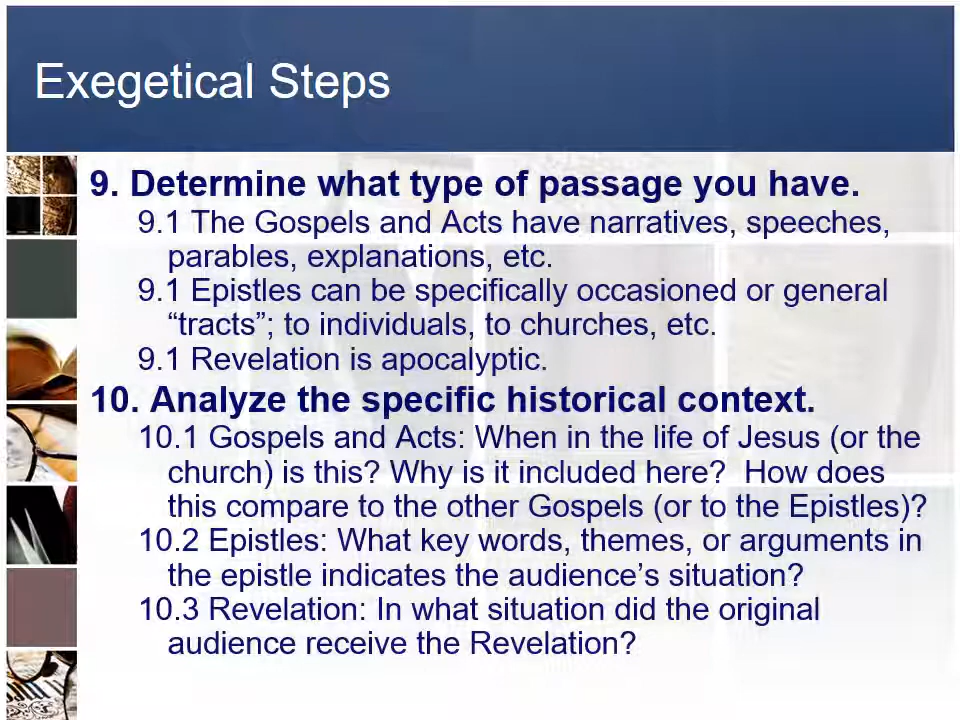 Exegetical Steps
9. Determine what type of passage you have.
9.1 The Gospels and Acts have narratives, speeches,
parables, explanations, etc.
9.1 Epistles can be specifically occasioned or general
“tracts”; to individuals, to churches, etc.
9.1 Revelation is apocalyptic.
10. Analyze the specific historical context.
10.1 Gospels and Acts: When in the life of Jesus (or the
church) is this? Why is it included here?  How does
this compare to the other Gospels (or to the Epistles)?
10.2 Epistles: What key words, themes, or arguments in
the epistle indicates the audience’s situation?
10.3 Revelation: In what situation did the original
audience receive the Revelation?